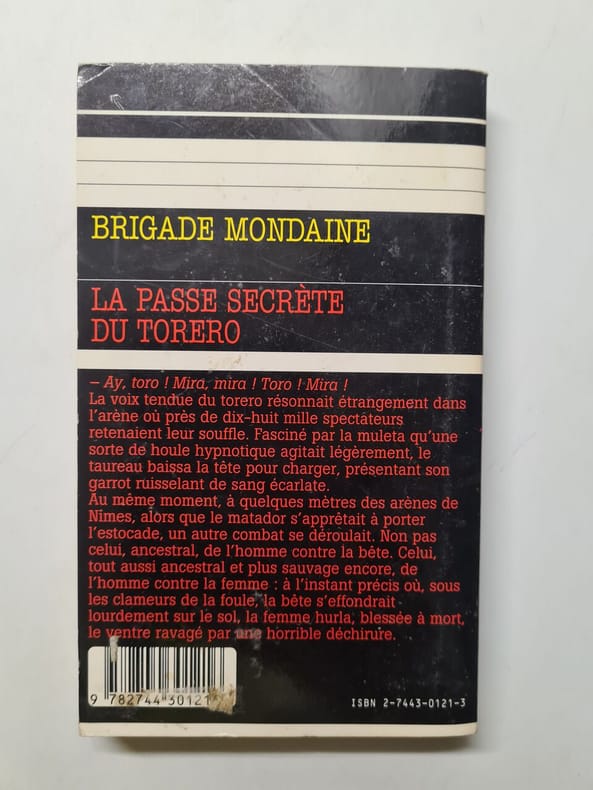 BRIGADE MONDAINE
LA PASSE SECRÈTE
DU TORERO
– Ay, toro ! Mira, mira ! Toro ! Mira !
La voix tendue du torero résonnait étrangement dans
l'arène où près de dix-huit mille spectateurs
retenaient leur souffle. Fasciné par la muleta qu'une
sorte de houle hypnotique agitait légèrement, le
taureau baissa la tête pour charger, présentant son
garrot ruisselant de sang écarlate.
Au même moment, à quelques mètres des arènes de
Nîmes, alors que le matador s'apprêtait à porter
l'estocade, un autre combat se déroulait. Non pas
celui, ancestral, de l'homme contre la bête. Celui,
tout aussi ancestral et plus sauvage encore, de
l'homme contre la femme : à l'instant précis où, sous
les clameurs de la foule, la bête s'effondrait
lourdement sur le sol, la femme hurla, blessée à mort,
le ventre ravagé par une horrible déchirure.
9 782744 30121
ISBN 2-7443-0121-3